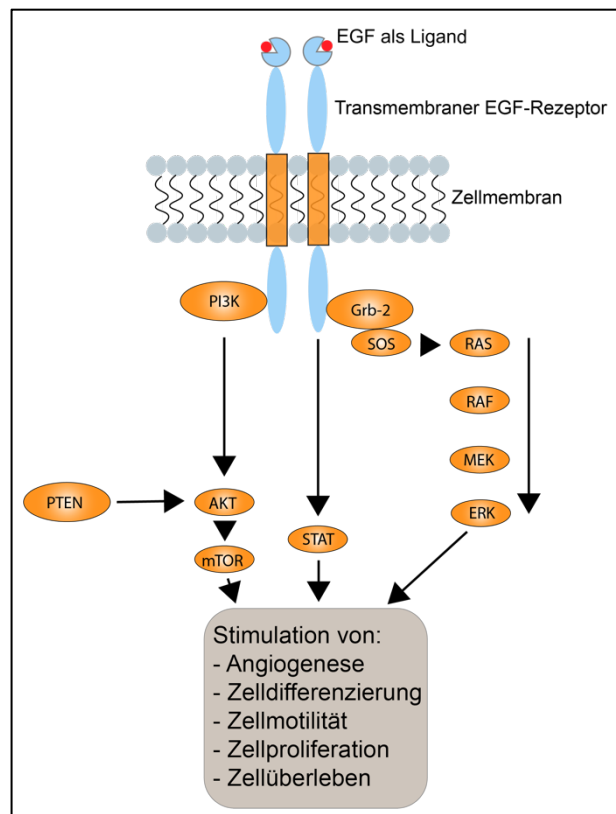 EGF als Ligand
Transmembraner EGF-Rezeptor
Zellmembran
PI3K
Grb-2
SOS
RAS
RAF
MEK
ERK
PTEN
AKT
mTOR
STAT
Stimulation von:
- Angiogenese
- Zelldifferenzierung
- Zellmotilität
- Zellproliferation
- Zellüberleben